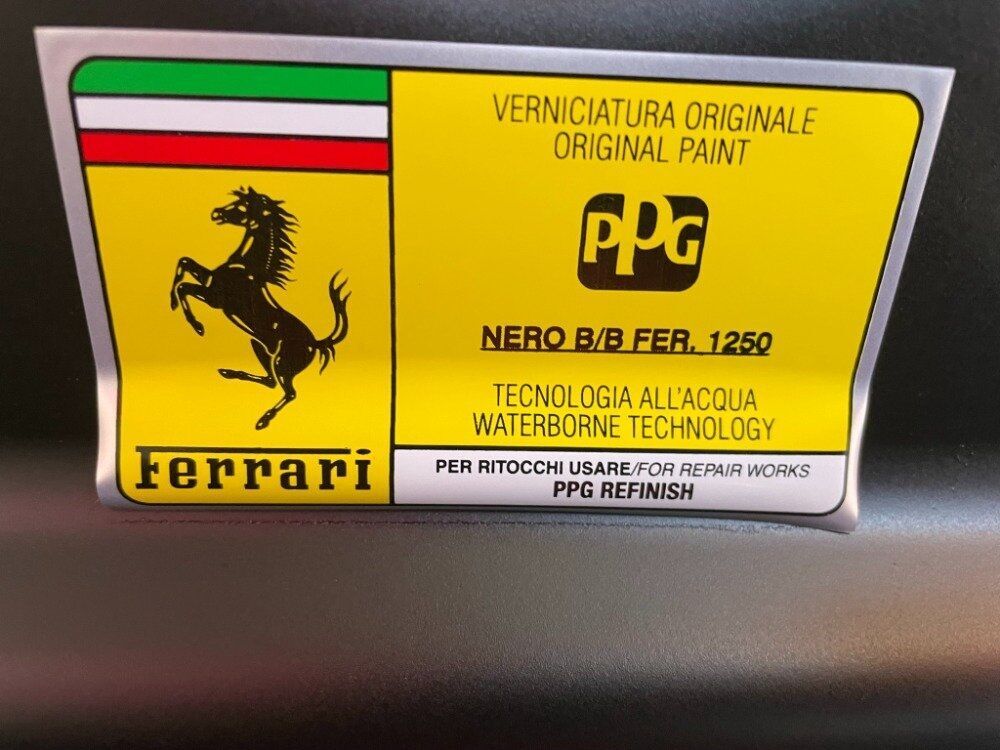 VERNICIATURA ORIGINALE
ORIGINAL PAINT
PPG
NERO B/B FER. 1250
TECNOLOGIA ALL'ACQUA
WATERBORNE TECHNOLOGY
Ferrari
PER RITOCCHI USARE/FOR REPAIR WORKS
PPG REFINISH